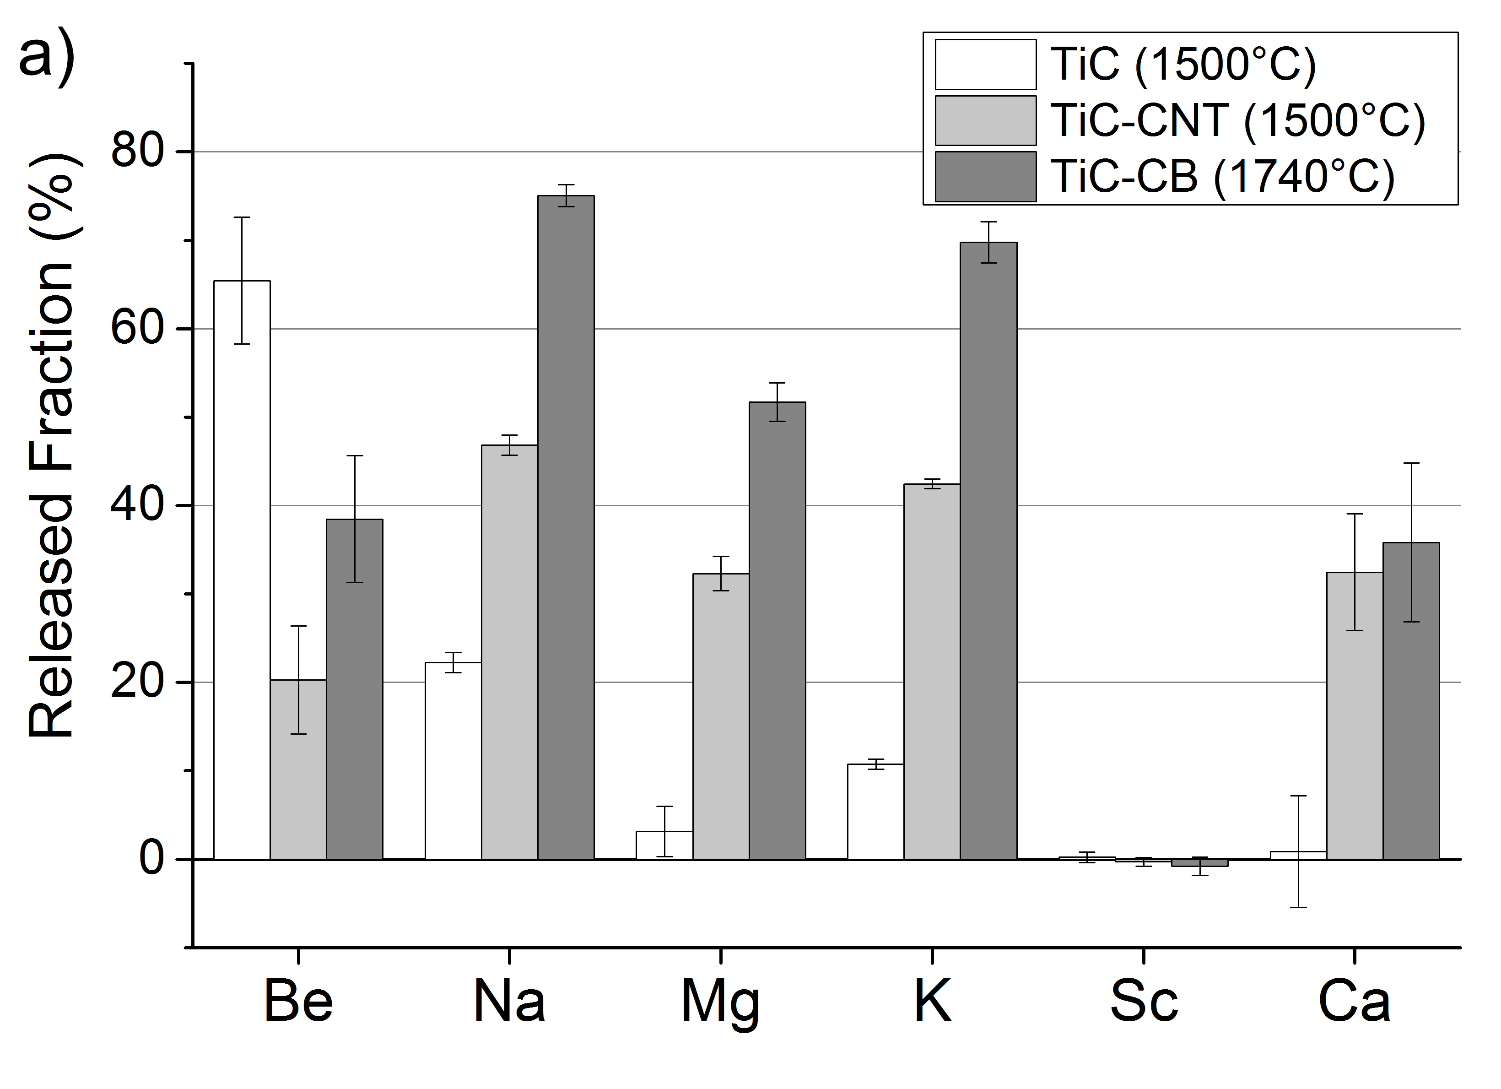 a)
TiC (1500°C)
TiC-CNT (1500°C)
TiC-CB (1740°C)
Released Fraction (%)
80
60
40
20
0
Be Na Mg K Sc Ca